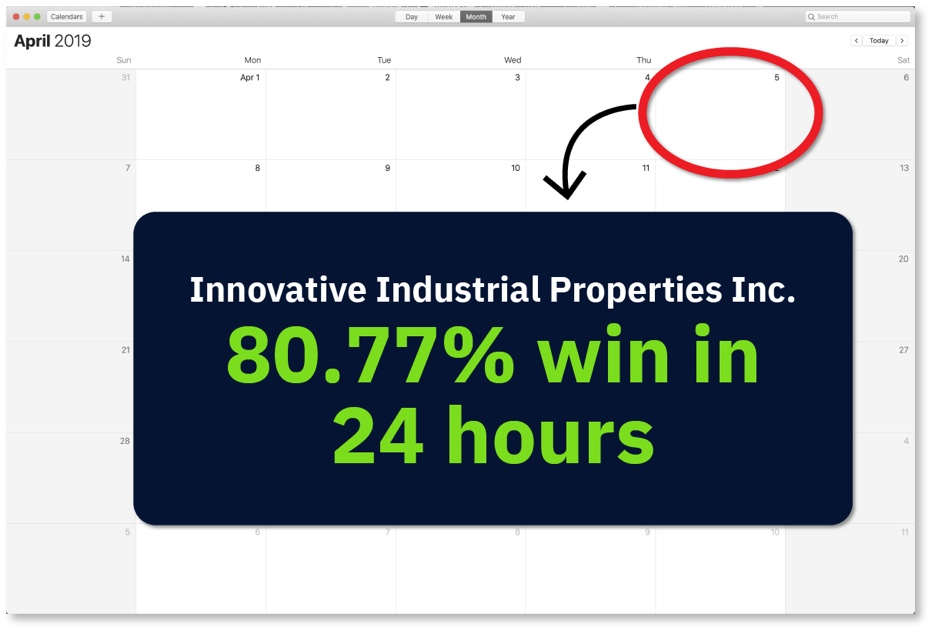 Calendars + Day Week Month Year Search
April 2019 < Today >
Sun Mon Tue Wed Thu Sat
31 Apr 1 2 3 4 5 6
7 8 9 10 11 13
14 20
Innovative Industrial Properties Inc.
80.77% win in
21 27
24 hours
28 4
5 6 7 8 9 10 11